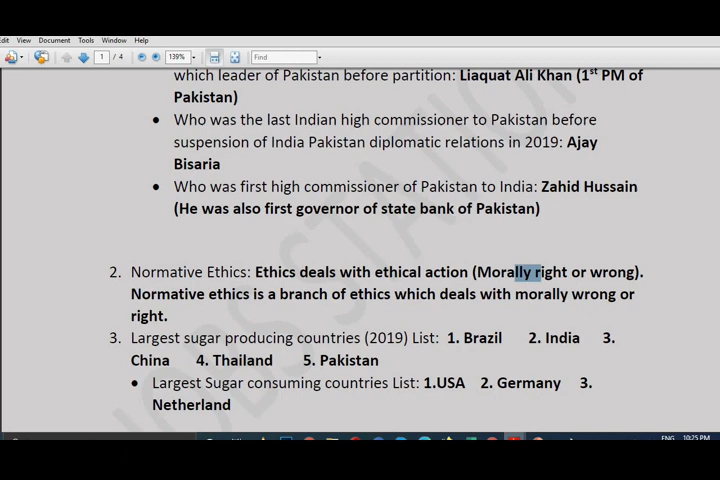 dit View Document Tools Window Help
1 / 4 139% Find
which leader of Pakistan before partition: Liaquat Ali Khan (1st PM of
Pakistan)
• Who was the last Indian high commissioner to Pakistan before
suspension of India Pakistan diplomatic relations in 2019: Ajay
Bisaria
• Who was first high commissioner of Pakistan to India: Zahid Hussain
(He was also first governor of state bank of Pakistan)
2. Normative Ethics: Ethics deals with ethical action (Morally right or wrong).
Normative ethics is a branch of ethics which deals with morally wrong or
right.
3. Largest sugar producing countries (2019) List: 1. Brazil 2. India 3.
China 4. Thailand 5. Pakistan
• Largest Sugar consuming countries List: 1.USA 2. Germany 3.
Netherland
JOBS STATION
ENG 10:25 PM